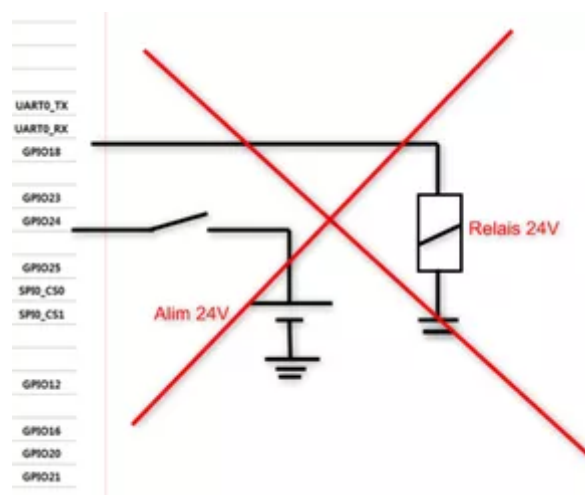 UART0_TX
UART0_RX
GPIO18
GPIO23
GPIO24
Relais 24V
GPIO25
SPI0_CS0
SPI0_CS1
Alim 24V
GPIO12
GPIO16
GPIO20
GPIO21